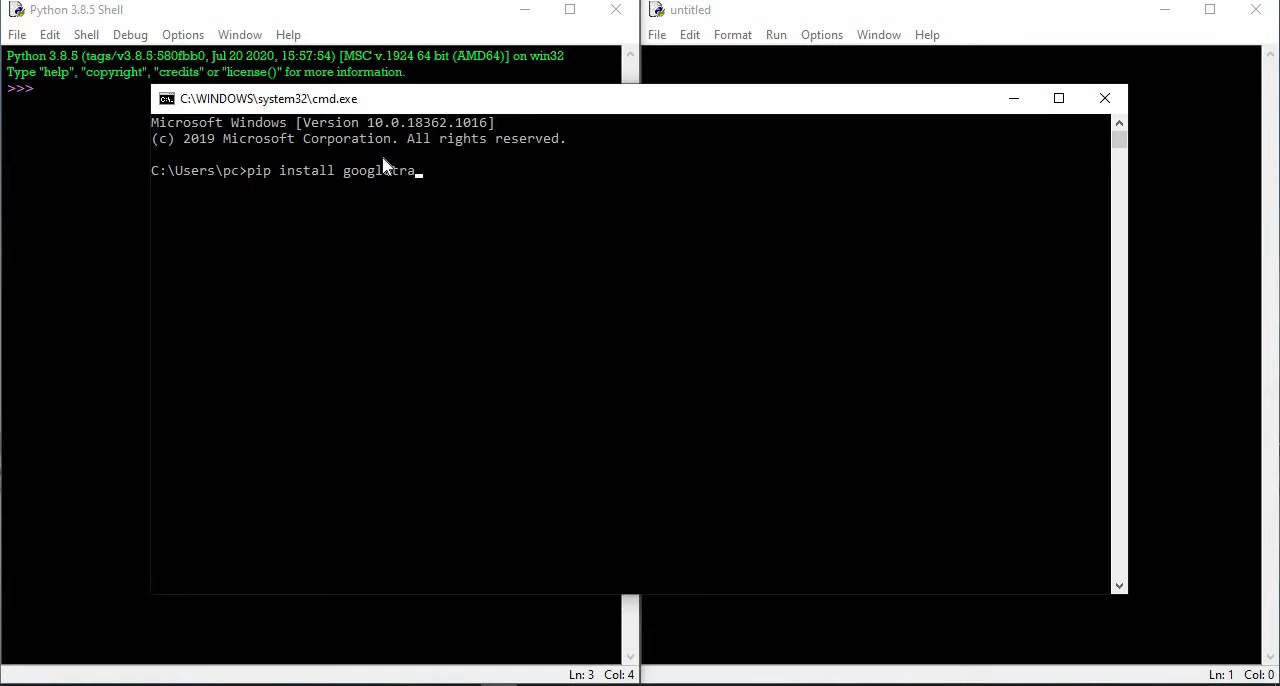 Python 3.8.5 Shell
File Edit Shell Debug Options Window Help
Python 3.8.5 (tags/v3.8.5:580fbb0, Jul 20 2020, 15:57:54) [MSC v.1924 64 bit (AMD64)] on win32
Type "help", "copyright", "credits" or "license()" for more information.
>>>
Ln: 3 Col: 4
untitled
File Edit Format Run Options Window Help
Ln: 1 Col: 0
C:\WINDOWS\system32\cmd.exe
Microsoft Windows [Version 10.0.18362.1016]
(c) 2019 Microsoft Corporation. All rights reserved.
C:\Users\pc>pip install googletra